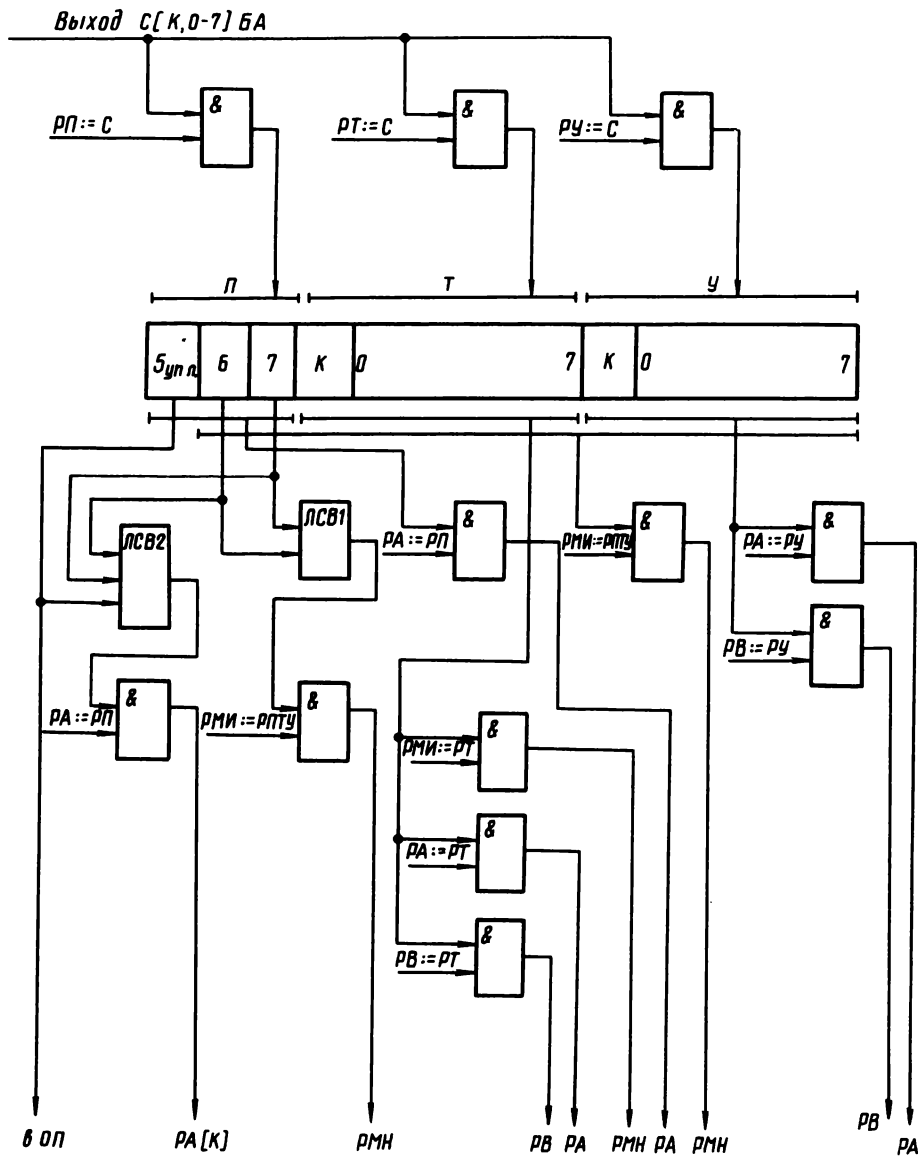 Выход С[К,0-7] БА
&
&
&
РП:=С
РТ:=С
РУ:=С
П
Т
У
5уп п
6
7
К
0
7
К
0
7
ЛСВ2
ЛСВ1
&
РА:=РП
&
РМИ:=РПТУ
&
РА:=РУ
&
РВ:=РУ
&
РА:=РП
&
РМИ:=РПТУ
&
РМИ:=РТ
&
РА:=РТ
&
РВ:=РТ
в ОП
РА[К]
РМН
РВ
РА
РМН
РА
РМН
РВ
РА